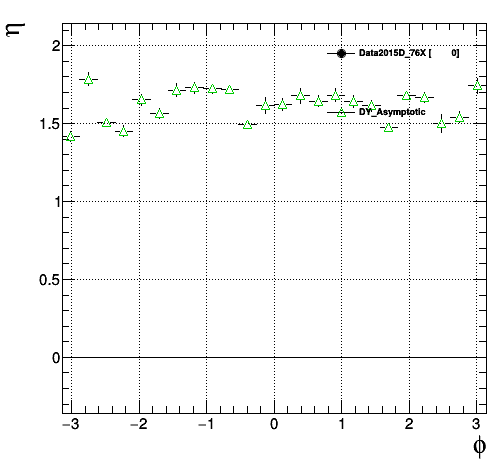 η
2
Data2015D_76X [ 0]
1.5
DY_Asymptotic
1
0.5
0
−3 −2 −1 0 1 2 3
ϕ